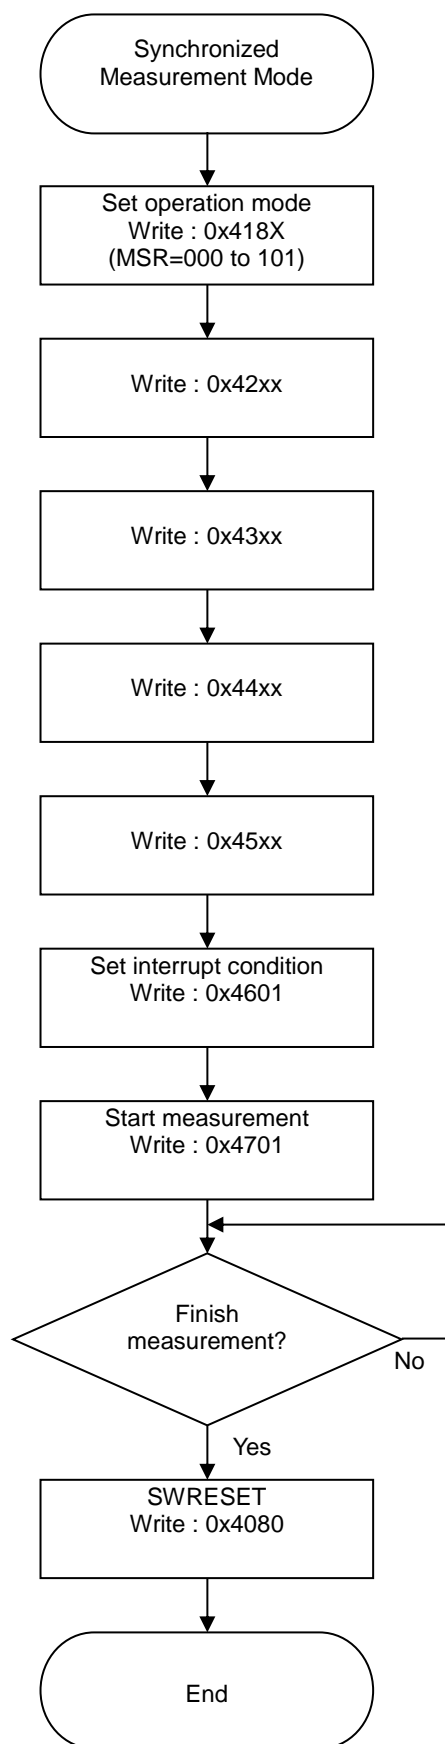 Synchronized
Measurement Mode
Set operation mode
Write : 0x418X
(MSR=000 to 101)
Write : 0x42xx
Write : 0x43xx
Write : 0x44xx
Write : 0x45xx
Set interrupt condition
Write : 0x4601
Start measurement
Write : 0x4701
Finish
measurement?
No
Yes
SWRESET
Write : 0x4080
End